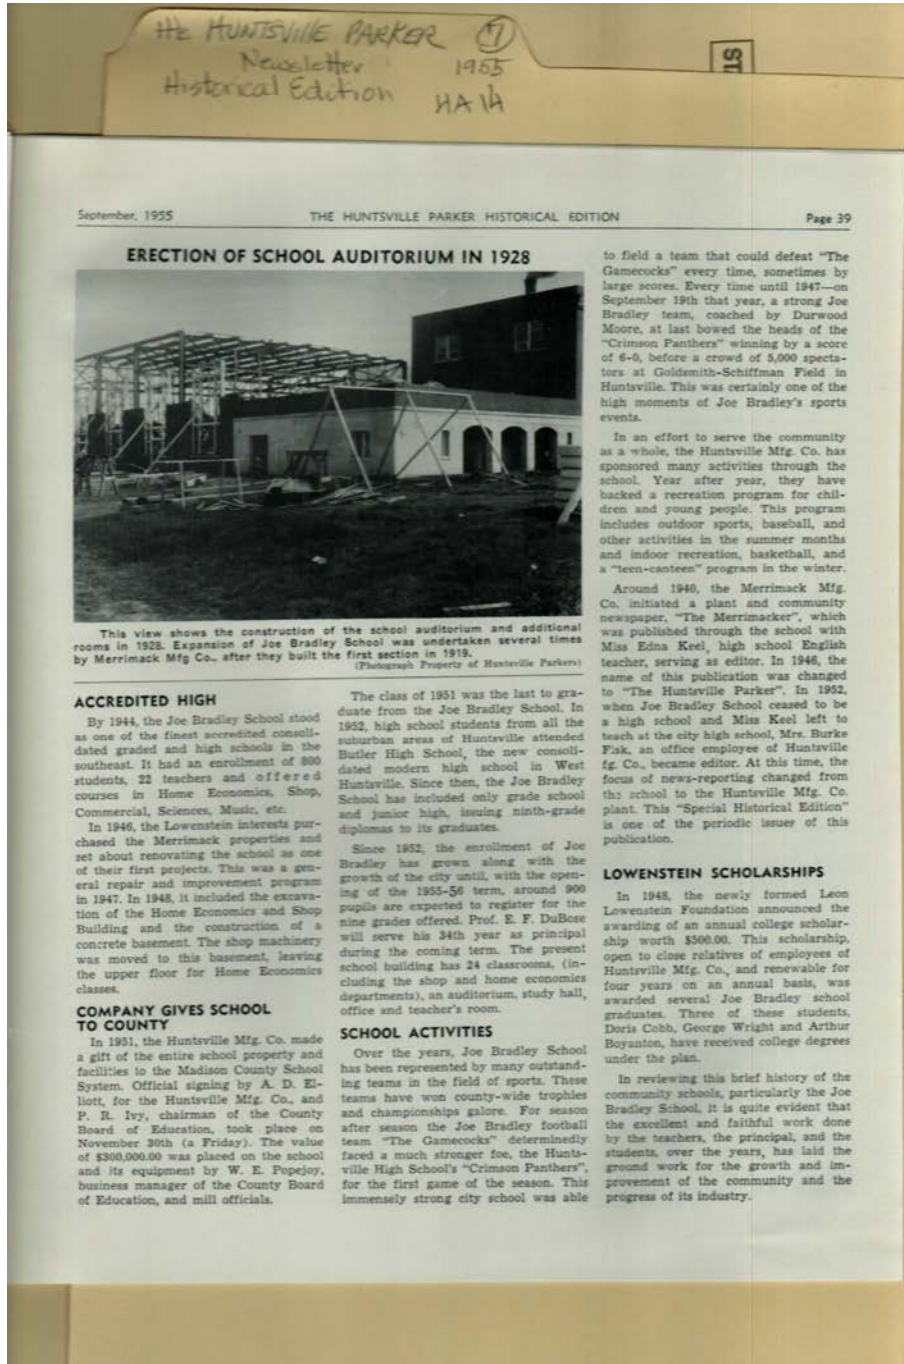 the HUNTSVILLE PARKER 7
Newsletter 1955
Historical Edition HA 14
September, 1955 THE HUNTSVILLE PARKER HISTORICAL EDITION Page 39
ERECTION OF SCHOOL AUDITORIUM IN 1928
This view shows the construction of the school auditorium and additional
rooms in 1928. Expansion of Joe Bradley School was undertaken several times
by Merrimack Mfg Co., after they built the first section in 1919.
(Photograph Property of Huntsville Parkers)
ACCREDITED HIGH
By 1944, the Joe Bradley School stood
as one of the finest accredited consoli-
dated graded and high schools in the
southeast. It had an enrollment of 800
students, 22 teachers and offered
courses in Home Economics, Shop,
Commercial, Sciences, Music, etc.
In 1946, the Lowenstein interests pur-
chased the Merrimack properties and
set about renovating the school as one
of their first projects. This was a gen-
eral repair and improvement program
in 1947. In 1948, it included the excava-
tion of the Home Economics and Shop
Building and the construction of a
concrete basement. The shop machinery
was moved to this basement, leaving
the upper floor for Home Economics
classes.
COMPANY GIVES SCHOOL
TO COUNTY
In 1951, the Huntsville Mfg. Co. made
a gift of the entire school property and
facilities to the Madison County School
System. Official signing by A. D. El-
liott, for the Huntsville Mfg. Co., and
P. R. Ivy, chairman of the County
Board of Education, took place on
November 30th (a Friday). The value
of $300,000.00 was placed on the school
and its equipment by W. E. Popejoy,
business manager of the County Board
of Education, and mill officials.
The class of 1951 was the last to gra-
duate from the Joe Bradley School. In
1952, high school students from all the
suburban areas of Huntsville attended
Butler High School, the new consoli-
dated modern high school in West
Huntsville. Since then, the Joe Bradley
School has included only grade school
and junior high, issuing ninth-grade
diplomas to its graduates.
Since 1952, the enrollment of Joe
Bradley has grown along with the
growth of the city until, with the open-
ing of the 1955-56 term, around 900
pupils are expected to register for the
nine grades offered. Prof. E. F. DuBose
will serve his 34th year as principal
during the coming term. The present
school building has 24 classrooms, (in-
cluding the shop and home economics
departments), an auditorium, study hall,
office and teacher's room.
SCHOOL ACTIVITIES
Over the years, Joe Bradley School
has been represented by many outstand-
ing teams in the field of sports. These
teams have won county-wide trophies
and championships galore. For season
after season the Joe Bradley football
team "The Gamecocks" determinedly
faced a much stronger foe, the Hunts-
ville High School's "Crimson Panthers",
for the first game of the season. This
immensely strong city school was able
to field a team that could defeat "The
Gamecocks" every time, sometimes by
large scores. Every time until 1947—on
September 19th that year, a strong Joe
Bradley team, coached by Durwood
Moore, at last bowed the heads of the
"Crimson Panthers" winning by a score
of 6-0, before a crowd of 5,000 specta-
tors at Goldsmith-Schiffman Field in
Huntsville. This was certainly one of the
high moments of Joe Bradley's sports
events.
In an effort to serve the community
as a whole, the Huntsville Mfg. Co. has
sponsored many activities through the
school. Year after year, they have
backed a recreation program for chil-
dren and young people. This program
includes outdoor sports, baseball, and
other activities in the summer months
and indoor recreation, basketball, and
a "teen-canteen" program in the winter.
Around 1940, the Merrimack Mfg.
Co. initiated a plant and community
newspaper, "The Merrimacker", which
was published through the school with
Miss Edna Keel, high school English
teacher, serving as editor. In 1946, the
name of this publication was changed
to "The Huntsville Parker". In 1952,
when Joe Bradley School ceased to be
a high school and Miss Keel left to
teach at the city high school, Mrs. Burke
Fisk, an office employee of Huntsville
fg. Co., became editor. At this time, the
focus of news-reporting changed from
the school to the Huntsville Mfg. Co.
plant. This "Special Historical Edition"
is one of the periodic issues of this
publication.
LOWENSTEIN SCHOLARSHIPS
In 1948, the newly formed Leon
Lowenstein Foundation announced the
awarding of an annual college scholar-
ship worth $500.00. This scholarship,
open to close relatives of employees of
Huntsville Mfg. Co., and renewable for
four years on an annual basis, was
awarded several Joe Bradley school
graduates. Three of these students,
Doris Cobb, George Wright and Arthur
Boyanton, have received college degrees
under the plan.
In reviewing this brief history of the
community schools, particularly the Joe
Bradley School, it is quite evident that
the excellent and faithful work done
by the teachers, the principal, and the
students, over the years, has laid the
ground work for the growth and im-
provement of the community and the
progress of its industry.